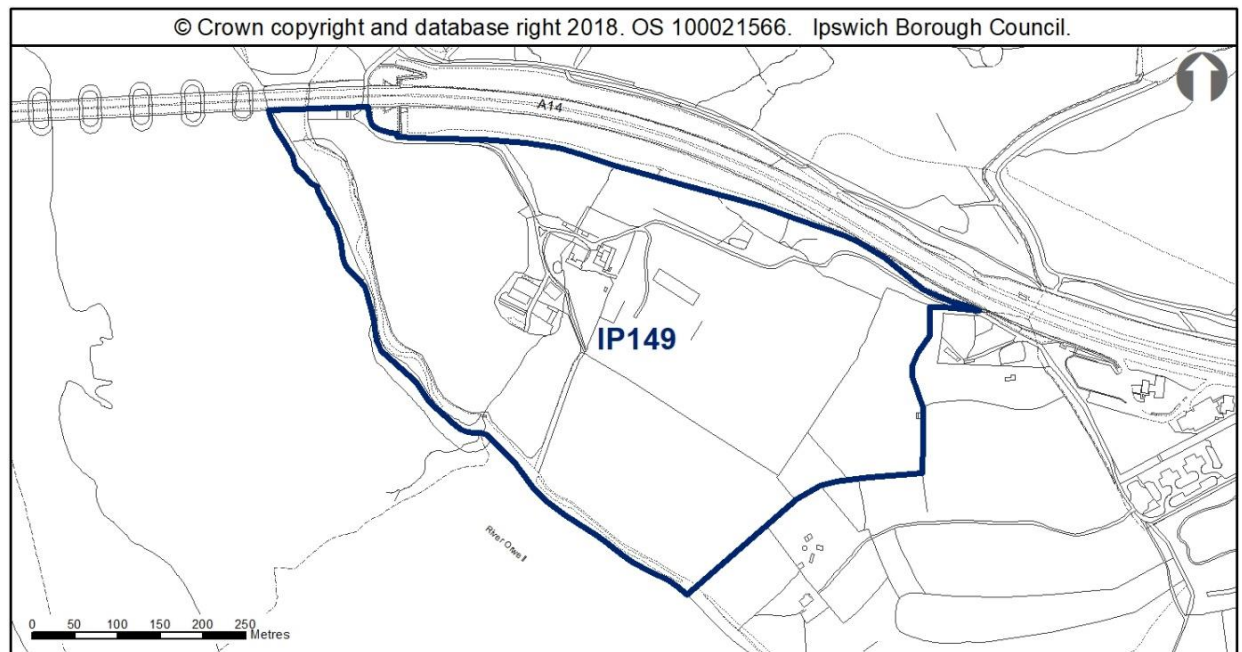 © Crown copyright and database right 2018. OS 100021566. Ipswich Borough Council.
A14
IP149
River Orwell
0 50 100 150 200 250
Metres